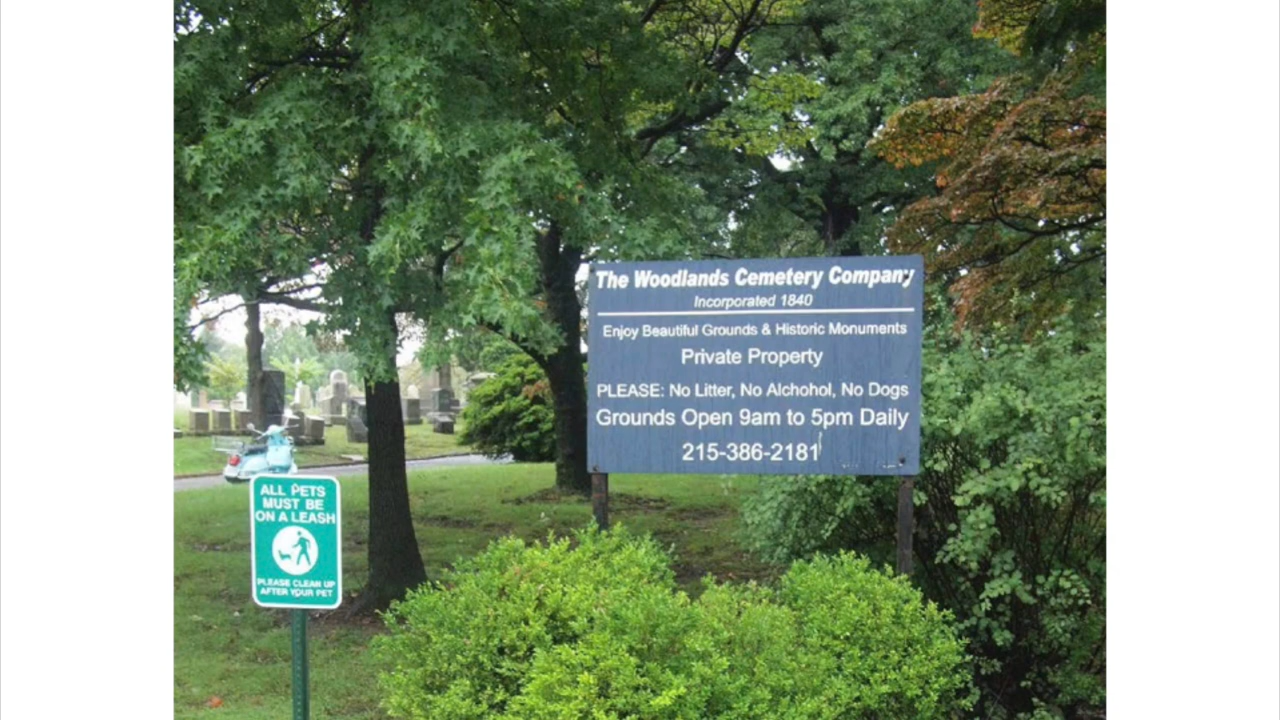 The Woodlands Cemetery Company
Incorporated 1840
Enjoy Beautiful Grounds & Historic Monuments
Private Property
PLEASE: No Litter, No Alchohol, No Dogs
Grounds Open 9am to 5pm Daily
215-386-2181
ALL PETS
MUST BE
ON A LEASH
PLEASE CLEAN UP
AFTER YOUR PET